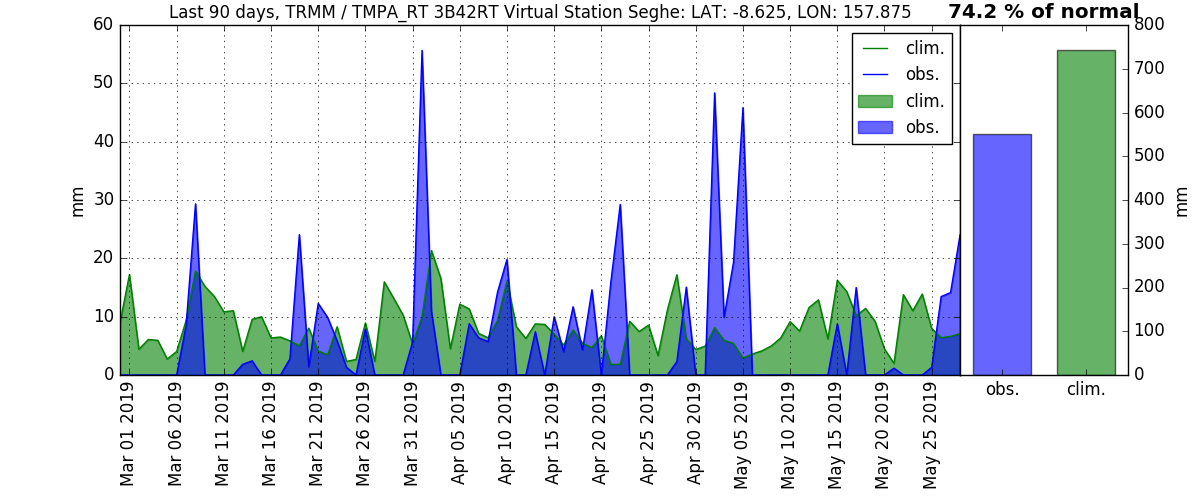 Last 90 days, TRMM / TMPA_RT 3B42RT Virtual Station Seghe: LAT: -8.625, LON: 157.875
74.2 % of normal
mm
60
50
40
30
20
10
0
Mar 01 2019
Mar 06 2019
Mar 11 2019
Mar 16 2019
Mar 21 2019
Mar 26 2019
Mar 31 2019
Apr 05 2019
Apr 10 2019
Apr 15 2019
Apr 20 2019
Apr 25 2019
Apr 30 2019
May 05 2019
May 10 2019
May 15 2019
May 20 2019
May 25 2019
clim.
obs.
clim.
obs.
obs.
clim.
800
700
600
500
400
300
200
100
0
mm